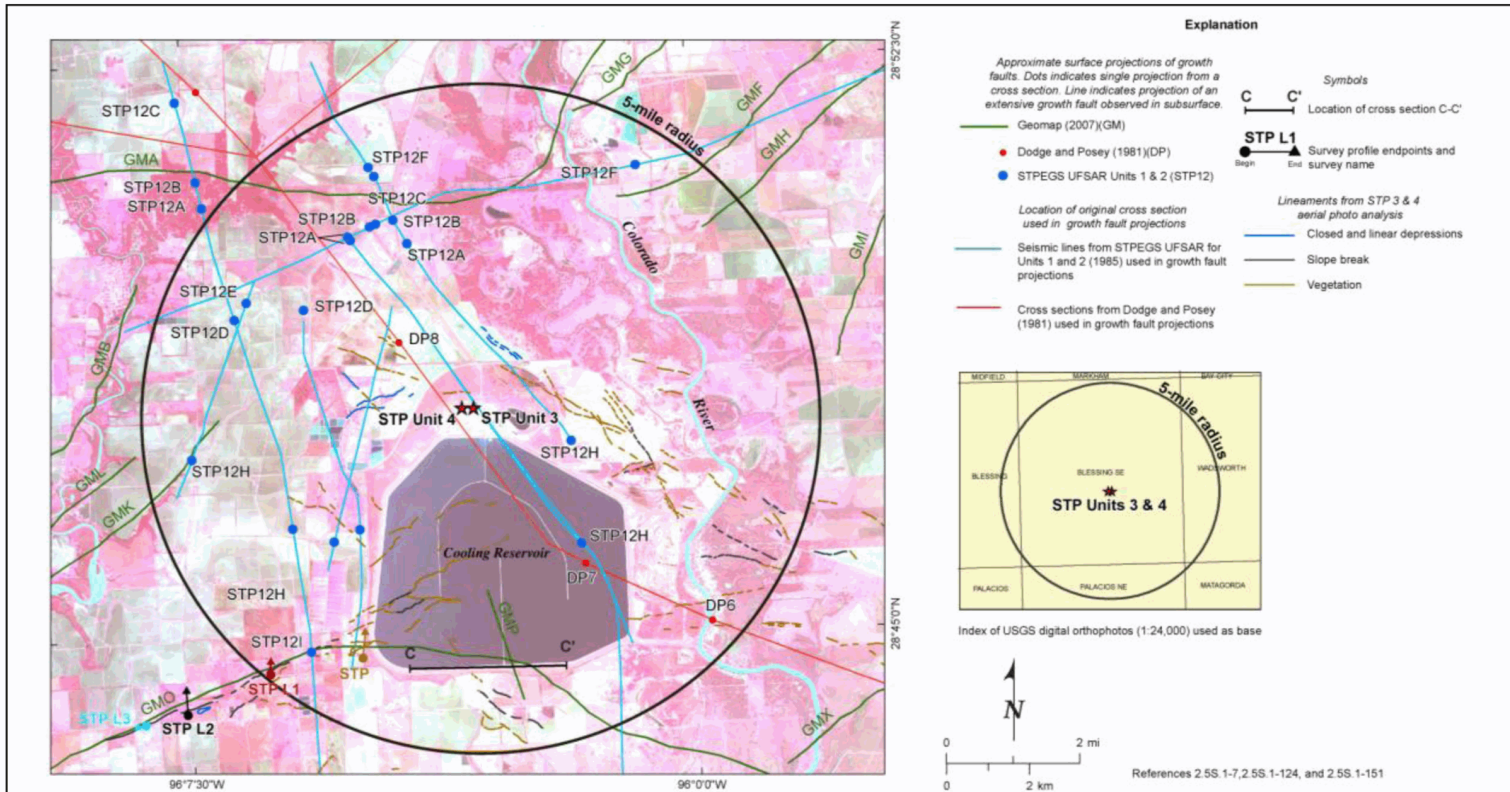 28°52'30"N
GMG
GMF
GMH
5-mile radius
STP12C
GMA
STP12F
STP12F
STP12B
STP12C
STP12A
STP12B
STP12B
STP12A
STP12A
Colorado
GMI
STP12E
STP12D
STP12D
GMB
DP8
River
STP Unit 4
STP Unit 3
STP12H
STP12H
GML
GMK
STP12H
Cooling Reservoir
DP7
STP12H
GMP
DP6
28°45'0"N
STP12I
C
C'
STP
STP L1
GMO
STP L3
STP L2
GMX
96°7'30"W
96°0'0"W
Explanation
Approximate surface projections of growth
faults. Dots indicates single projection from a
cross section. Line indicates projection of an
extensive growth fault observed in subsurface.
Geomap (2007)(GM)
Dodge and Posey (1981)(DP)
STPEGS UFSAR Units 1 & 2 (STP12)
Location of original cross section
used in growth fault projections
Seismic lines from STPEGS UFSAR for
Units 1 and 2 (1985) used in growth fault
projections
Cross sections from Dodge and Posey
(1981) used in growth fault projections
Symbols
C
C'
Location of cross section C-C'
STP L1
Begin
End
Survey profile endpoints and
survey name
Lineaments from STP 3 & 4
aerial photo analysis
Closed and linear depressions
Slope break
Vegetation
MIDFIELD
MARKHAM
BAY CITY
5-mile radius
BLESSING
BLESSING SE
WADSWORTH
STP Units 3 & 4
PALACIOS
PALACIOS NE
MATAGORDA
Index of USGS digital orthophotos (1:24,000) used as base
N
0
2 mi
0
2 km
References 2.5S.1-7,2.5S.1-124, and 2.5S.1-151